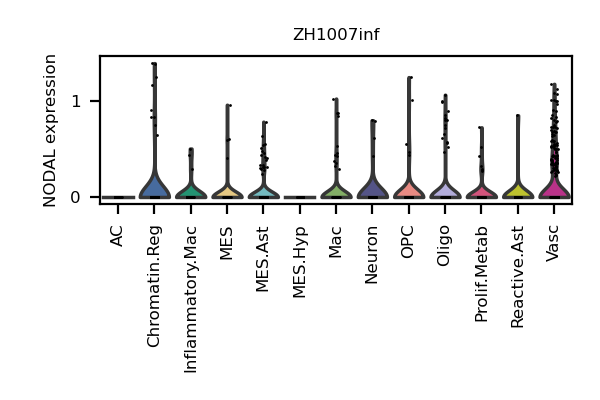 ZH1007inf
NODAL expression
1
0
AC
Chromatin.Reg
Inflammatory.Mac
MES
MES.Ast
MES.Hyp
Mac
Neuron
OPC
Oligo
Prolif.Metab
Reactive.Ast
Vasc